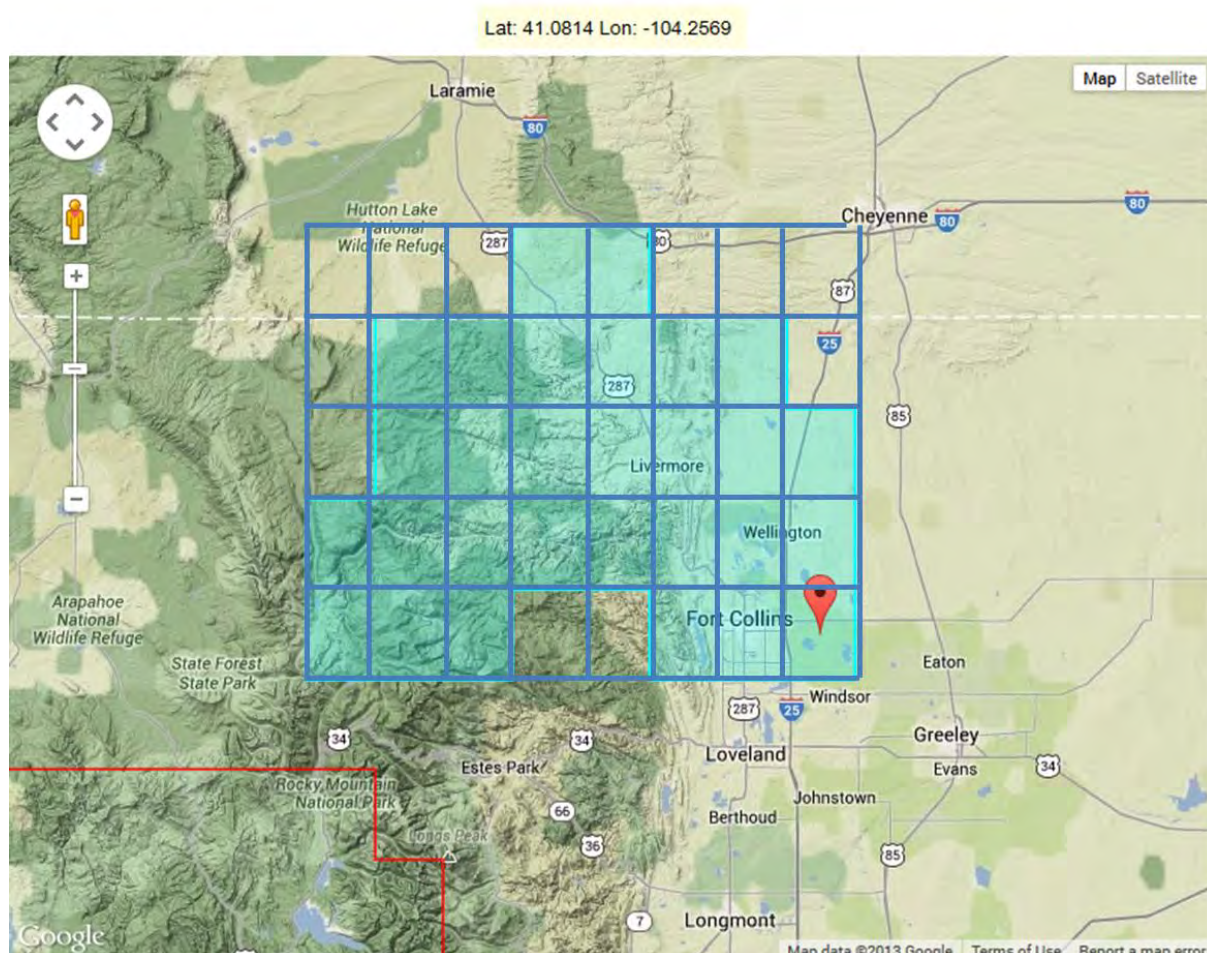 Lat: 41.0814 Lon: -104.2569
Map Satellite
Laramie
80
Hutton Lake
National
Wildlife Refuge
Cheyenne
80
80
287
80
87
25
287
85
Livermore
Wellington
Arapahoe
National
Wildlife Refuge
Fort Collins
State Forest
State Park
Eaton
Windsor
287
25
34
34
Greeley
Loveland
Estes Park
Evans
34
Rocky Mountain
National Park
Johnstown
66
Berthoud
Longs Peak
36
85
7
Longmont
Google
Map data ©2013 Google Terms of Use Report a map error